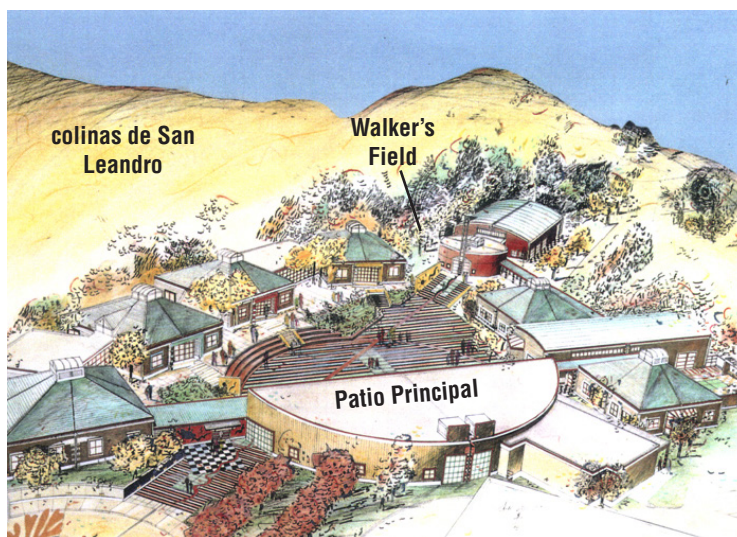 colinas de San
Leandro
Walker's
Field
Patio Principal